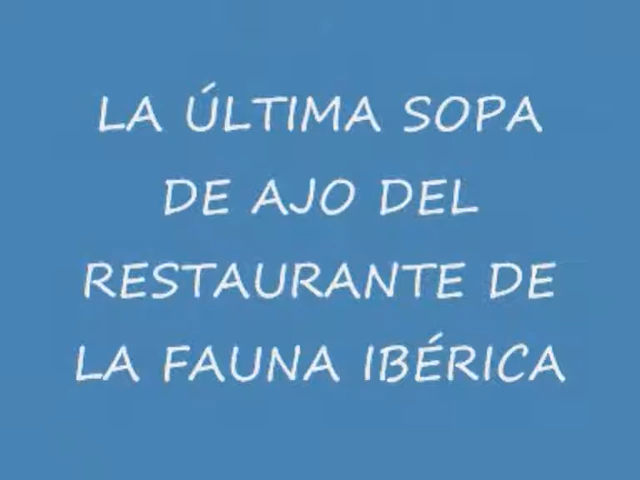 LA ÚLTIMA SOPA
DE AJO DEL
RESTAURANTE DE
LA FAUNA IBÉRICA